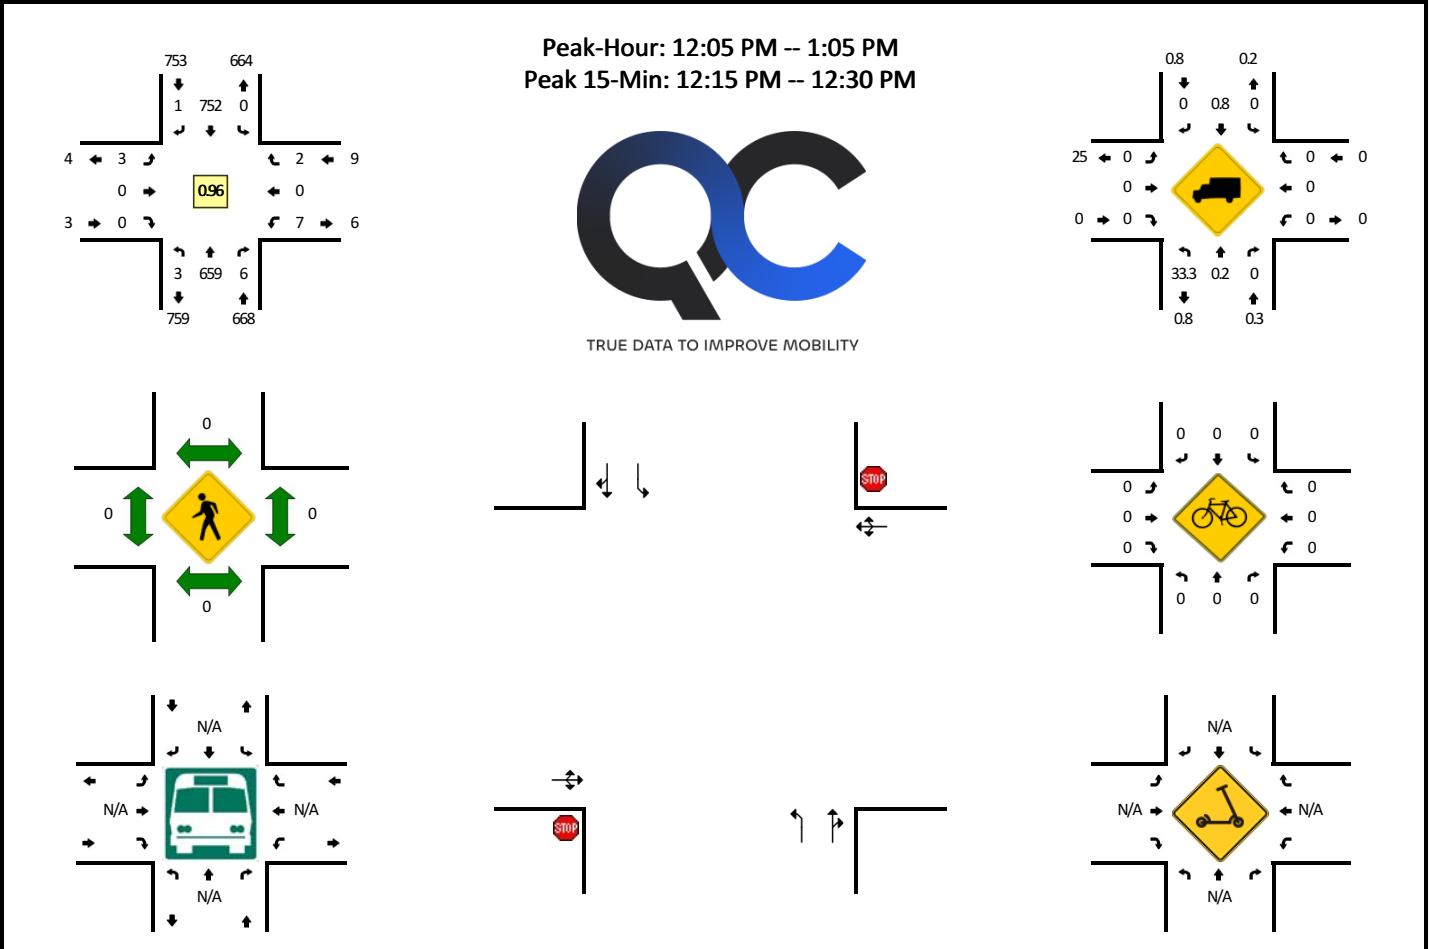 Peak-Hour: 12:05 PM -- 1:05 PM
Peak 15-Min: 12:15 PM -- 12:30 PM
753 664
1 752 0
4 3 2 9
0 0.96 0
3 0 7 6
3 659 6
759 668
QC
TRUE DATA TO IMPROVE MOBILITY
0.8 0.2
0 0.8 0
25 0 0 0
0 0
0 0 0 0
33.3 0.2 0
0.8 0.3
0
0 0
0
STOP
STOP
0 0 0
0 0
0 0
0 0
0 0 0
N/A
N/A N/A
N/A
N/A
N/A N/A
N/A